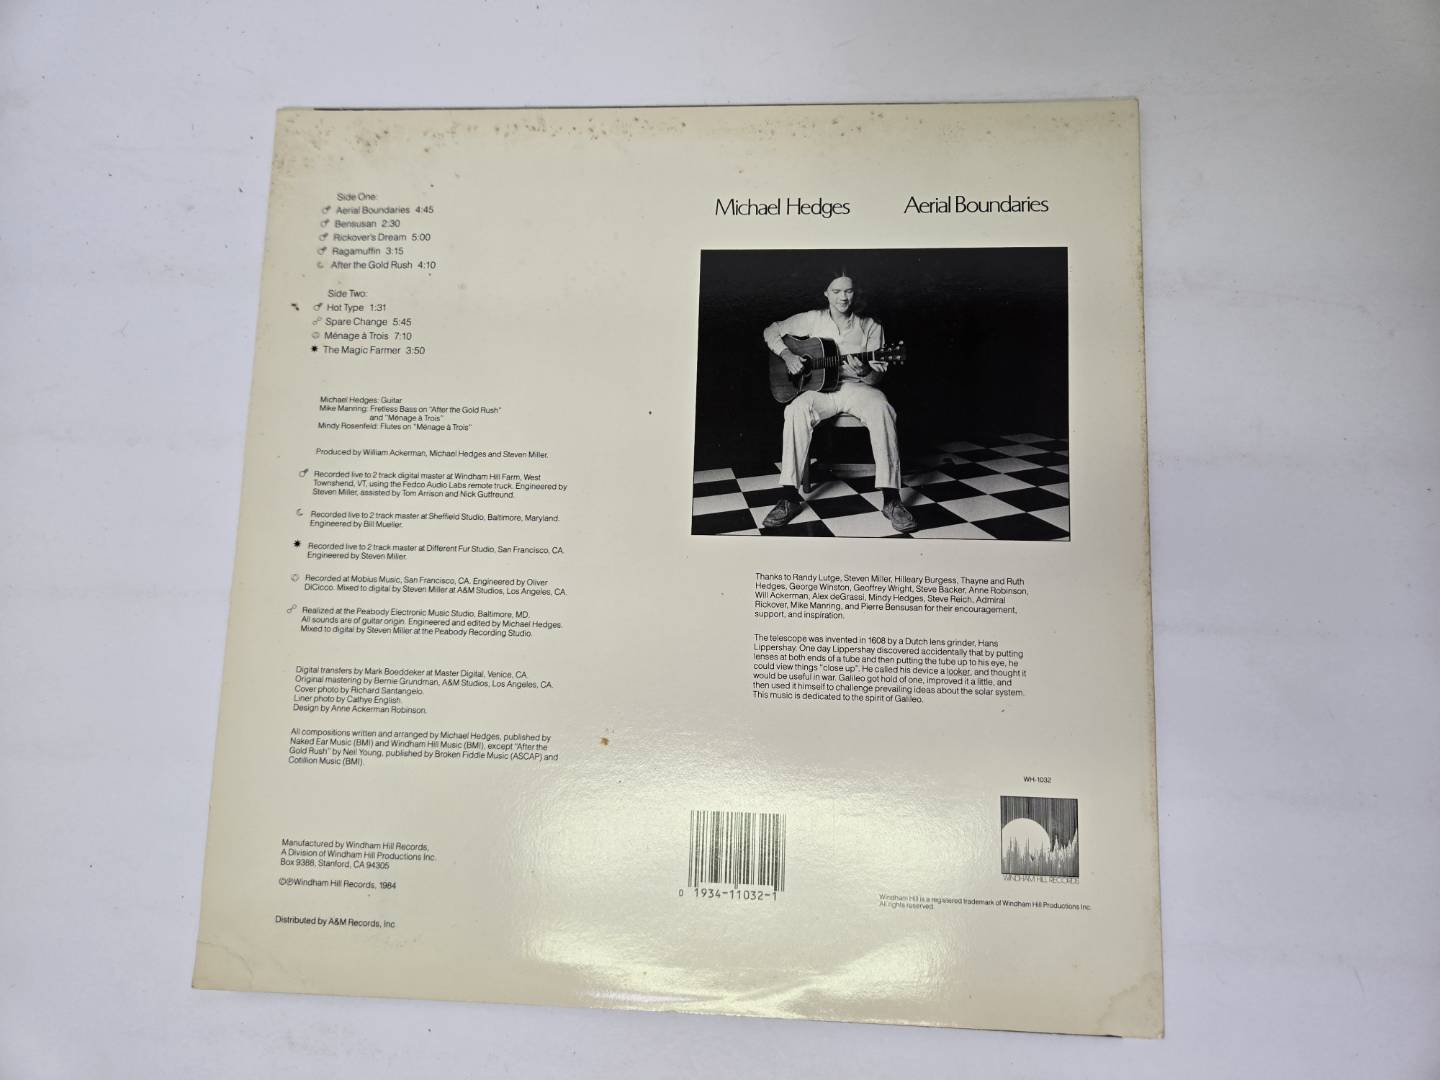 Side One:
Aerial Boundaries 4:45
Bensusan 2:30
Rickover's Dream 5:00
Ragamuffin 3:15
After the Gold Rush 4:10
Side Two:
Hot Type 1:31
Spare Change 5:45
Ménage à Trois 7:10
The Magic Farmer 3:50
Michael Hedges: Guitar
Mike Manring: Fretless Bass on "After the Gold Rush"
and "Ménage à Trois"
Mindy Rosenfeld: Flutes on "Ménage à Trois"
Produced by William Ackerman, Michael Hedges and Steven Miller.
Recorded live to 2 track digital master at Windham Hill Farm, West
Townshend, VT, using the Fedco Audio Labs remote truck. Engineered by
Steven Miller, assisted by Tom Arrison and Nick Gutfreund.
Recorded live to 2 track master at Sheffield Studio, Baltimore, Maryland.
Engineered by Bill Mueller.
Recorded live to 2 track master at Different Fur Studio, San Francisco, CA.
Engineered by Steven Miller.
Recorded at Mobius Music, San Francisco, CA. Engineered by Oliver
DiCicco. Mixed to digital by Steven Miller at A&M Studios, Los Angeles, CA.
Realized at the Peabody Electronic Music Studio, Baltimore, MD.
All sounds are of guitar origin. Engineered and edited by Michael Hedges.
Mixed to digital by Steven Miller at the Peabody Recording Studio.
Digital transfers by Mark Boeddeker at Master Digital, Venice, CA.
Original mastering by Bernie Grundman, A&M Studios, Los Angeles, CA.
Cover photo by Richard Santangelo.
Liner photo by Cathye English.
Design by Anne Ackerman Robinson.
All compositions written and arranged by Michael Hedges, published by
Naked Ear Music (BMI) and Windham Hill Music (BMI), except "After the
Gold Rush" by Neil Young, published by Broken Fiddle Music (ASCAP) and
Cotillion Music (BMI).
Manufactured by Windham Hill Records,
A Division of Windham Hill Productions Inc.
Box 9388, Stanford, CA 94305
©℗Windham Hill Records, 1984
Distributed by A&M Records, Inc
Michael Hedges Aerial Boundaries
Thanks to Randy Lutge, Steven Miller, Hilleary Burgess, Thayne and Ruth
Hedges, George Winston, Geoffrey Wright, Steve Backer, Anne Robinson,
Will Ackerman, Alex deGrassi, Mindy Hedges, Steve Reich, Admiral
Rickover, Mike Manring, and Pierre Bensusan for their encouragement,
support, and inspiration.
The telescope was invented in 1608 by a Dutch lens grinder, Hans
Lippershay. One day Lippershay discovered accidentally that by putting
lenses at both ends of a tube and then putting the tube up to his eye, he
could view things "close up". He called his device a looker, and thought it
would be useful in war. Galileo got hold of one, improved it a little, and
then used it himself to challenge prevailing ideas about the solar system.
This music is dedicated to the spirit of Galileo.
WH-1032
WINDHAM HILL RECORDS
0 1934-11032-1
Windham Hill is a registered trademark of Windham Hill Productions Inc.
All rights reserved.